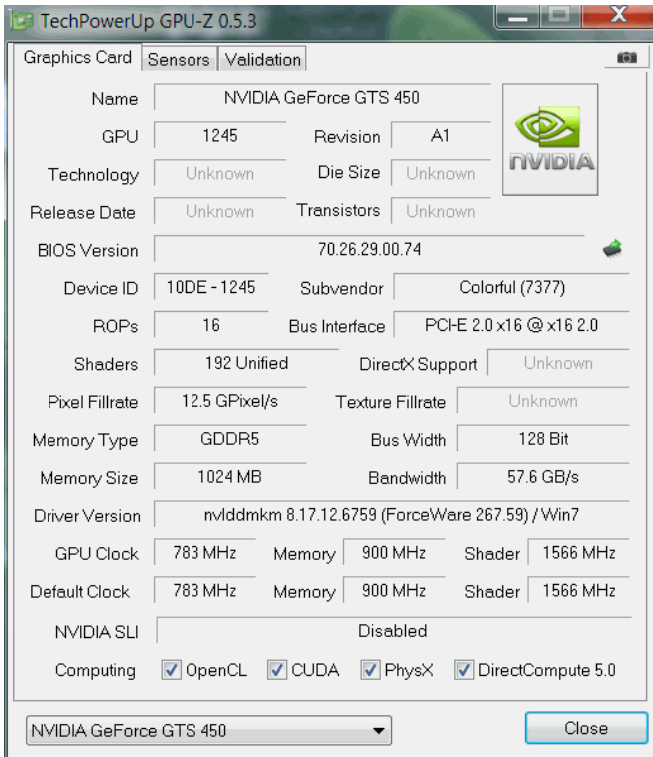 TechPowerUp GPU-Z 0.5.3
Graphics Card Sensors Validation
Name NVIDIA GeForce GTS 450
NVIDIA
GPU 1245 Revision A1
Technology Unknown Die Size Unknown
Release Date Unknown Transistors Unknown
BIOS Version 70.26.29.00.74
Device ID 10DE - 1245 Subvendor Colorful (7377)
ROPs 16 Bus Interface PCI-E 2.0 x16 @ x16 2.0
Shaders 192 Unified DirectX Support Unknown
Pixel Fillrate 12.5 GPixel/s Texture Fillrate Unknown
Memory Type GDDR5 Bus Width 128 Bit
Memory Size 1024 MB Bandwidth 57.6 GB/s
Driver Version nvlddmkm 8.17.12.6759 (ForceWare 267.59) / Win7
GPU Clock 783 MHz Memory 900 MHz Shader 1566 MHz
Default Clock 783 MHz Memory 900 MHz Shader 1566 MHz
NVIDIA SLI Disabled
Computing OpenCL CUDA PhysX DirectCompute 5.0
NVIDIA GeForce GTS 450 Close